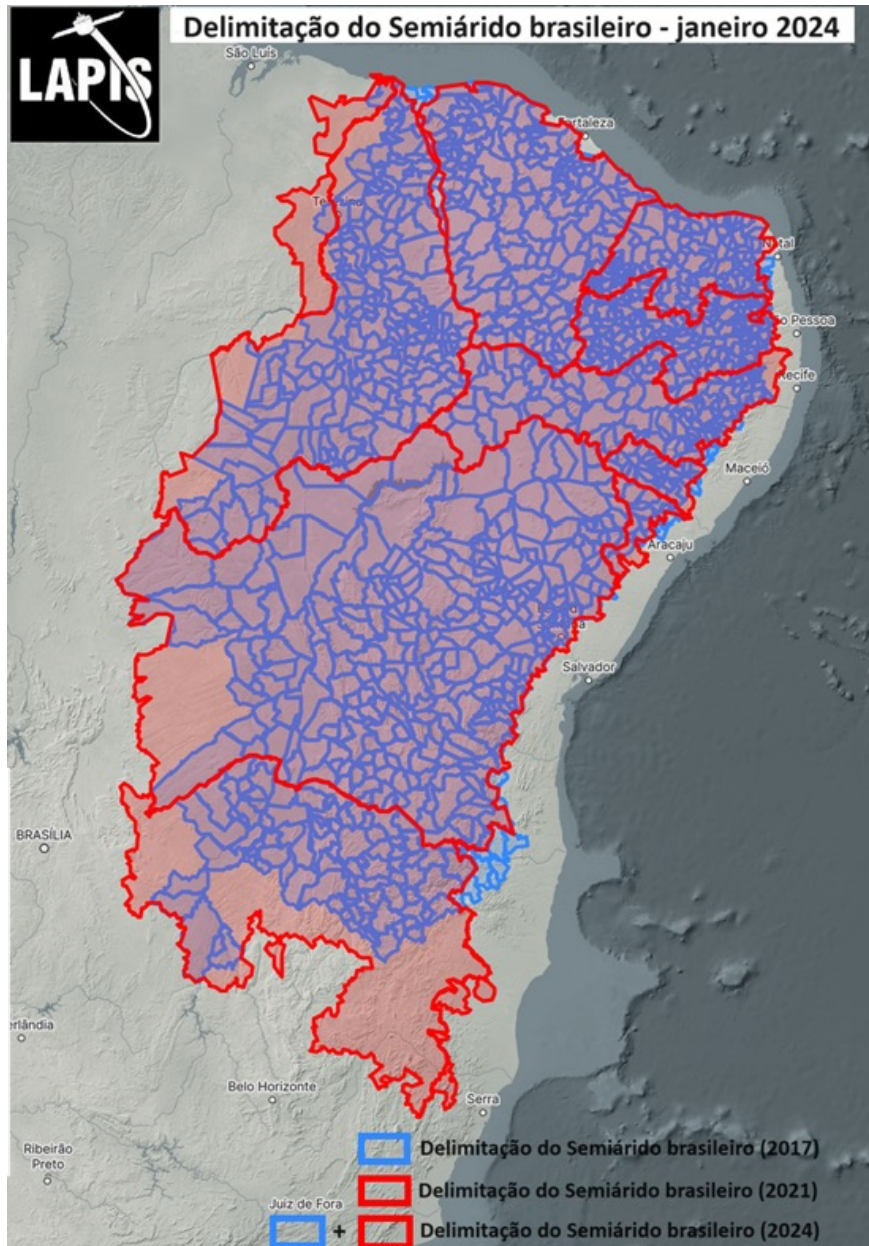 LAPIS
Delimitação do Semiárido brasileiro - janeiro 2024
São Luís
Fortaleza
Natal
Pessoa
Recife
Maceió
Aracaju
Salvador
BRASÍLIA
erlândia
Belo Horizonte
Serra
Ribeirão
Preto
Juiz de Fora
Delimitação do Semiárido brasileiro (2017)
Delimitação do Semiárido brasileiro (2021)
+ Delimitação do Semiárido brasileiro (2024)